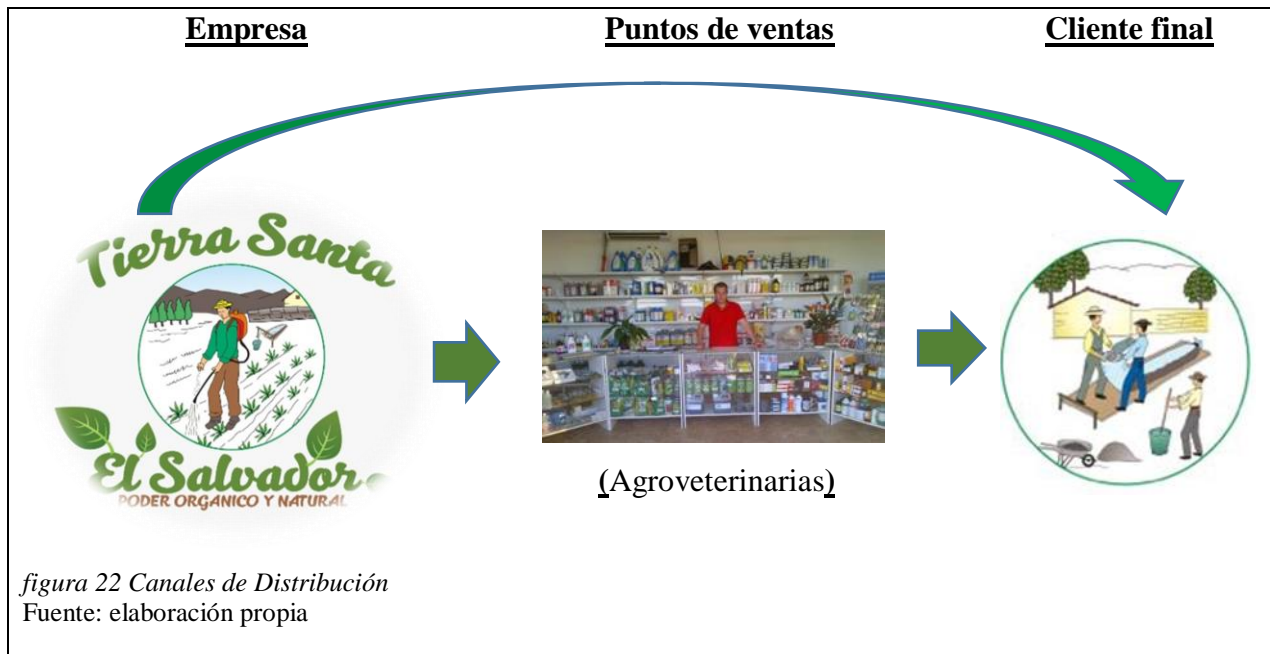 Empresa
Puntos de ventas
Cliente final
Tierra Santa
El Salvador
PODER ORGANICO Y NATURAL
(Agroveterinarias)
figura 22 Canales de Distribución
Fuente: elaboración propia